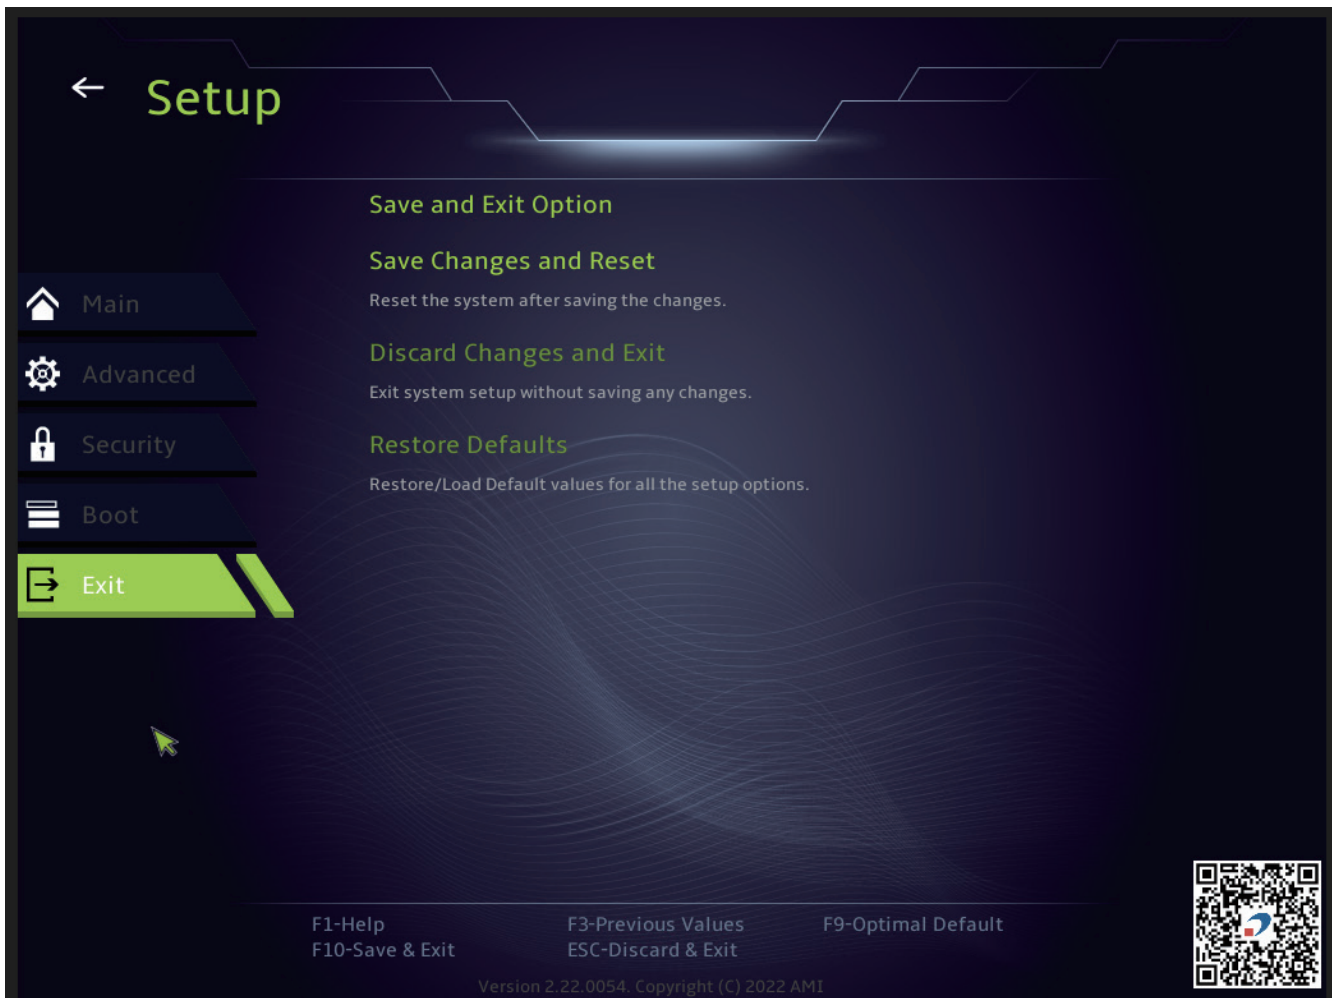 Setup
Save and Exit Option
Save Changes and Reset
Reset the system after saving the changes.
Discard Changes and Exit
Exit system setup without saving any changes.
Restore Defaults
Restore/Load Default values for all the setup options.
Main
Advanced
Security
Boot
Exit
F1-Help
F3-Previous Values
F9-Optimal Default
F10-Save & Exit
ESC-Discard & Exit
Version 2.22.0054. Copyright (C) 2022 AMI